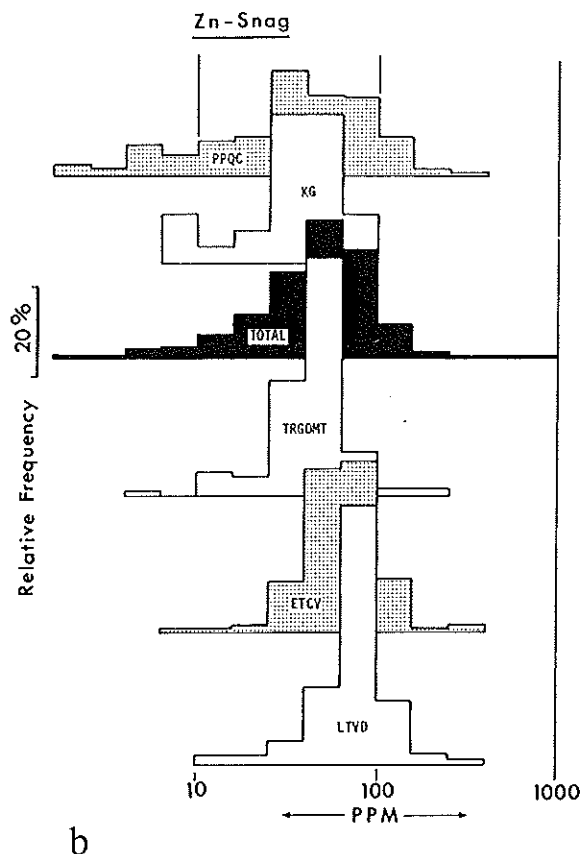 Zn-Snag
PPQC
KG
20%
TOTAL
TRGDMT
Relative Frequency
ETCV
LTVD
10
100
1000
PPM
b